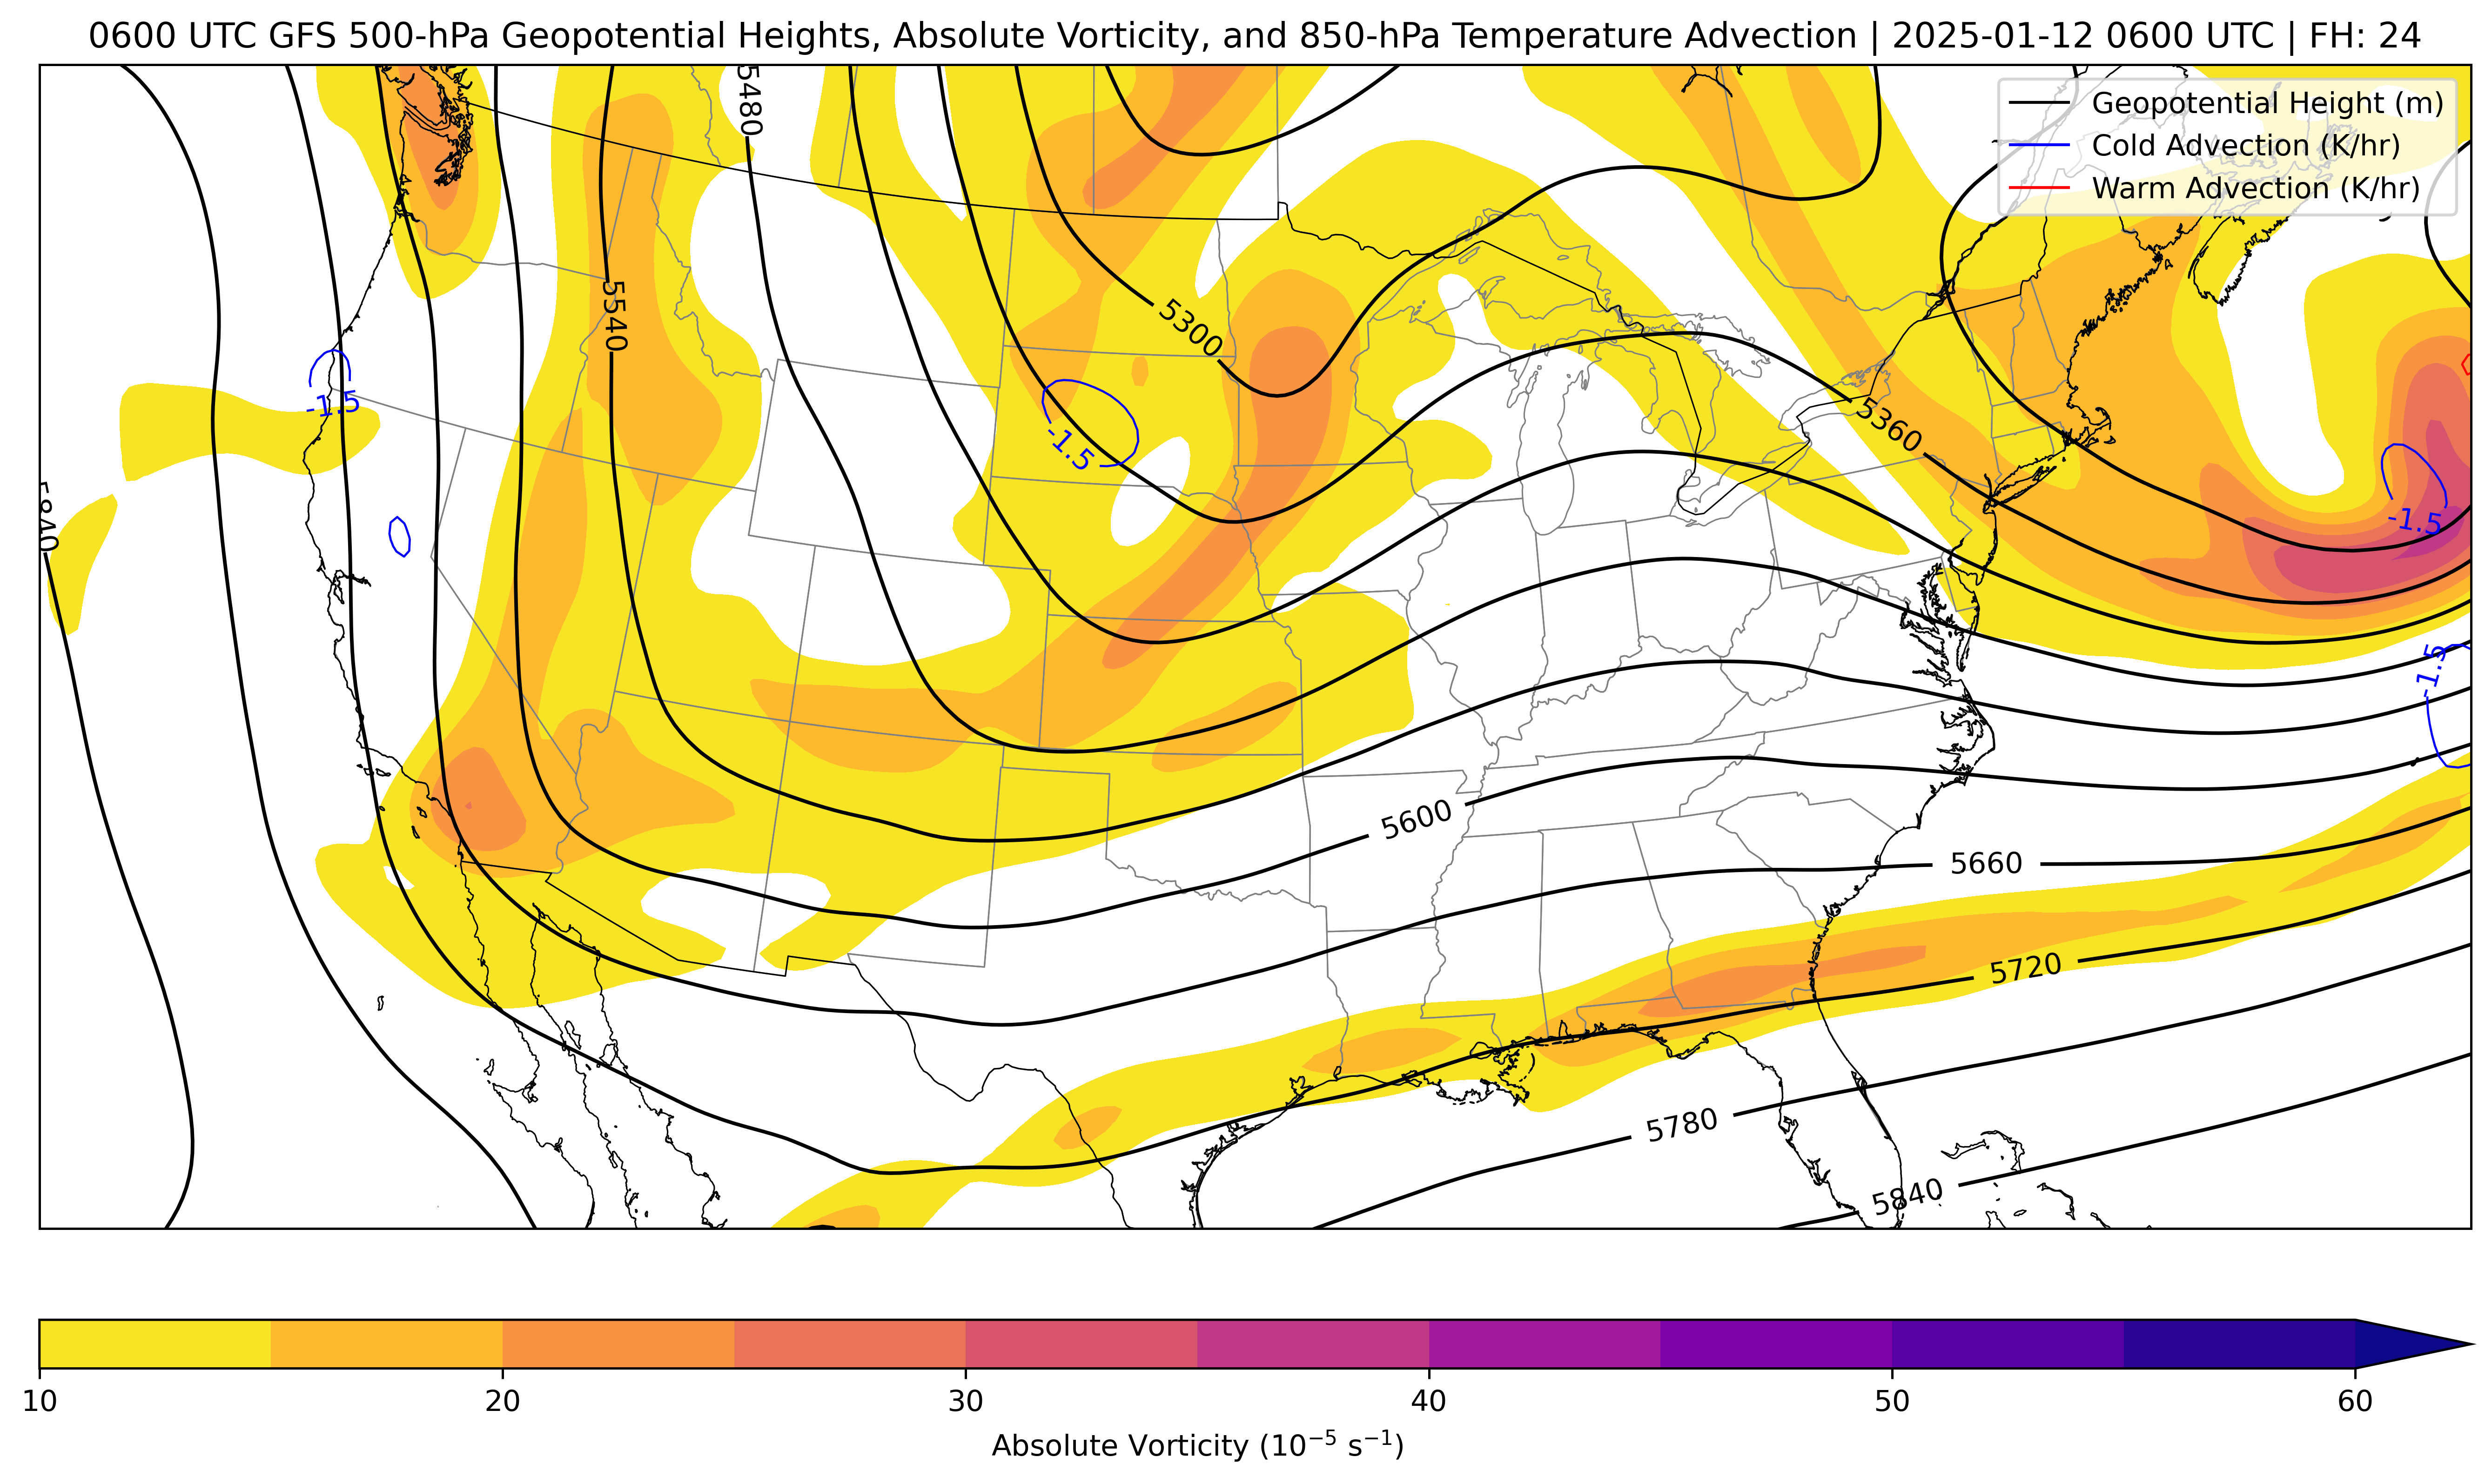 0600 UTC GFS 500-hPa Geopotential Heights, Absolute Vorticity, and 850-hPa Temperature Advection | 2025-01-12 0600 UTC | FH: 24
Geopotential Height (m)
Cold Advection (K/hr)
Warm Advection (K/hr)
5480
5540
5300
5360
-1.5
-1.5
-1.5
-1.5
5840
5600
5660
5720
5780
5840
10 20 30 40 50 60
Absolute Vorticity (10⁻⁵ s⁻¹)